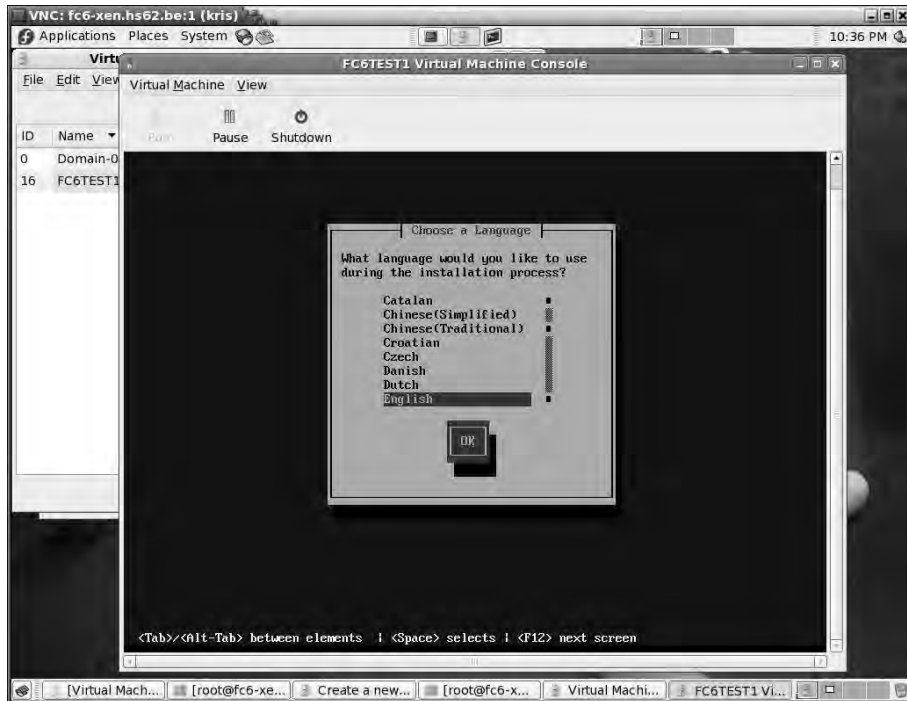 VNC: fc6-xen.hs62.be:1 (kris)
Applications Places System
10:36 PM
Virtu
File Edit View
ID Name
0 Domain-0
16 FC6TEST1
FC6TEST1 Virtual Machine Console
Virtual Machine View
Run Pause Shutdown
Choose a Language
What language would you like to use
during the installation process?
Catalan
Chinese(Simplified)
Chinese(Traditional)
Croatian
Czech
Danish
Dutch
English
OK
<Tab>/<Alt-Tab> between elements | <Space> selects | <F12> next screen
[Virtual Mach... [root@fc6-xe... Create a new... [root@fc6-x... Virtual Machi... FC6TEST1 Vi...